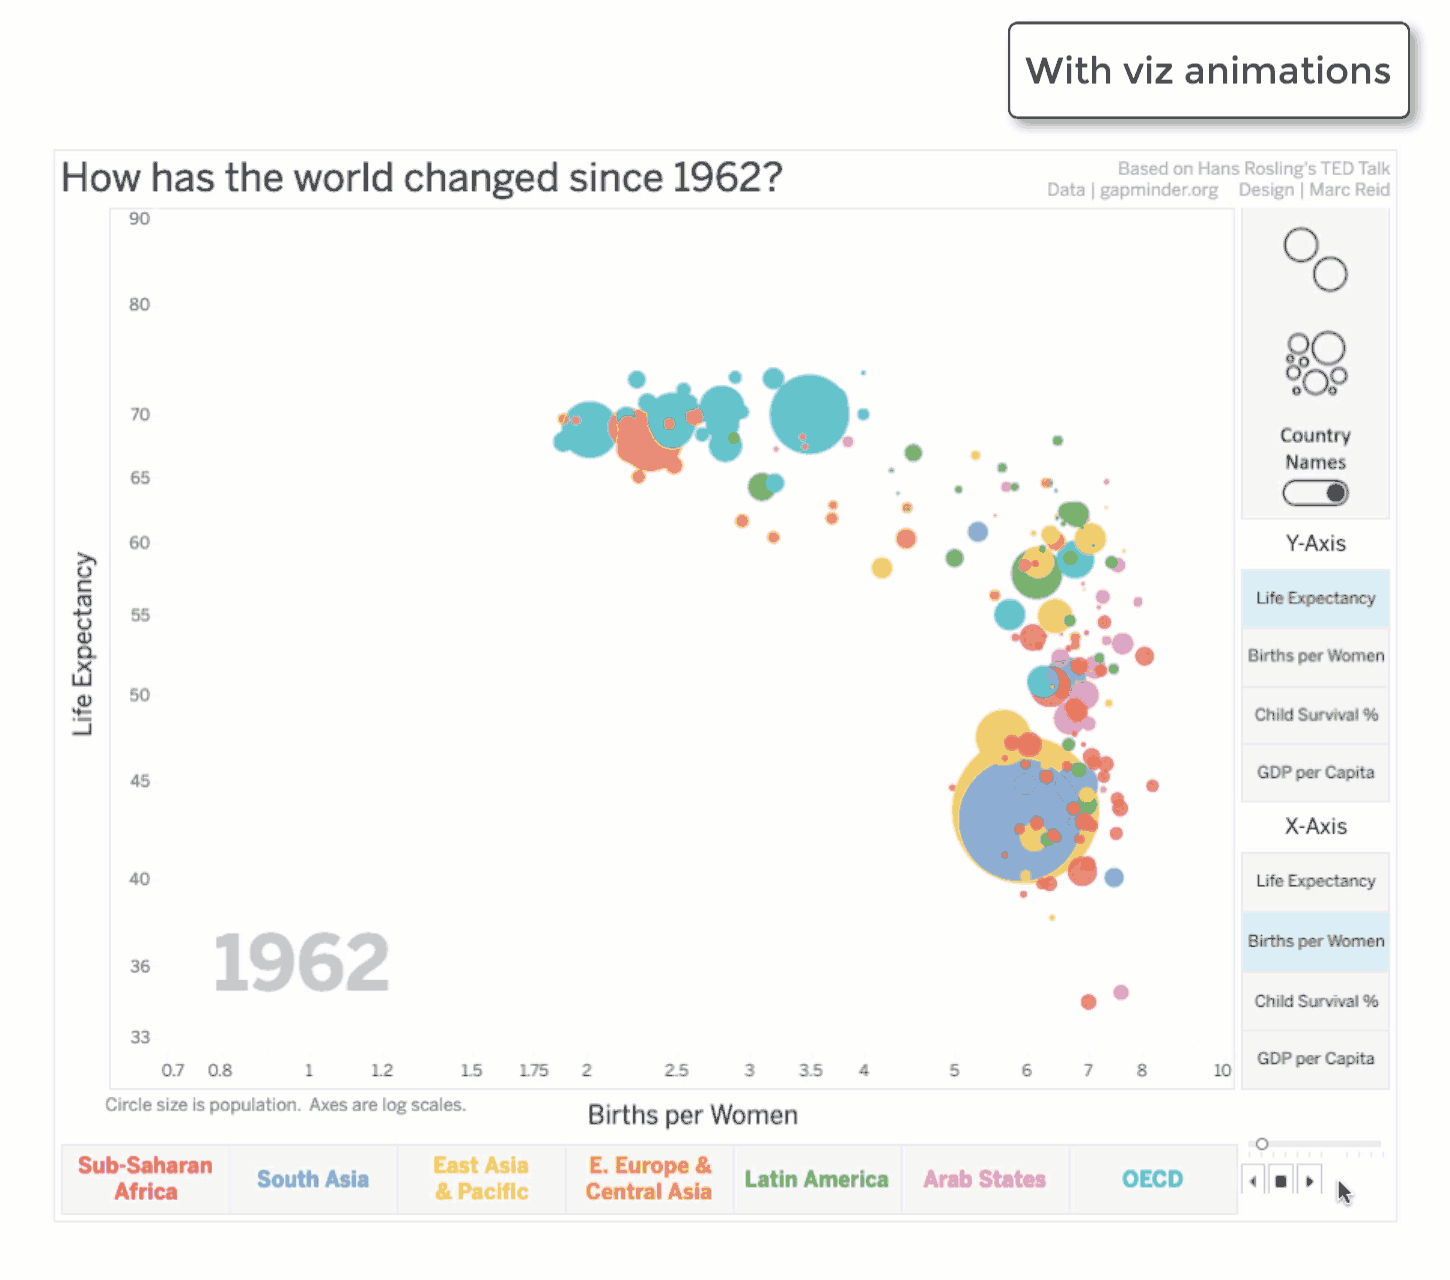 With viz animations
How has the world changed since 1962?
Based on Hans Rosling's TED Talk
Data | gapminder.org Design | Marc Reid
90
80
70
65
60
55
50
45
40
36
33
Life Expectancy
1962
0.7 0.8 1 1.2 1.5 1.75 2 2.5 3 3.5 4 5 6 7 8 10
Circle size is population. Axes are log scales.
Births per Women
Country
Names
Y-Axis
Life Expectancy
Births per Women
Child Survival %
GDP per Capita
X-Axis
Life Expectancy
Births per Women
Child Survival %
GDP per Capita
Sub-Saharan
Africa
South Asia
East Asia
& Pacific
E. Europe &
Central Asia
Latin America
Arab States
OECD